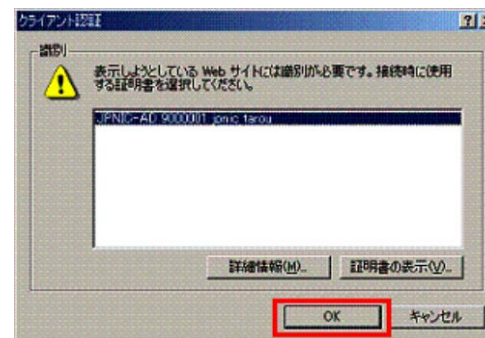 クライアント認証
識別
表示しようとしている Web サイトには識別が必要です。接続時に使用
する証明書を選択してください。
JPNIC-AD 9000001 jpnic tarou
詳細情報(M)...
証明書の表示(V)...
OK
キャンセル